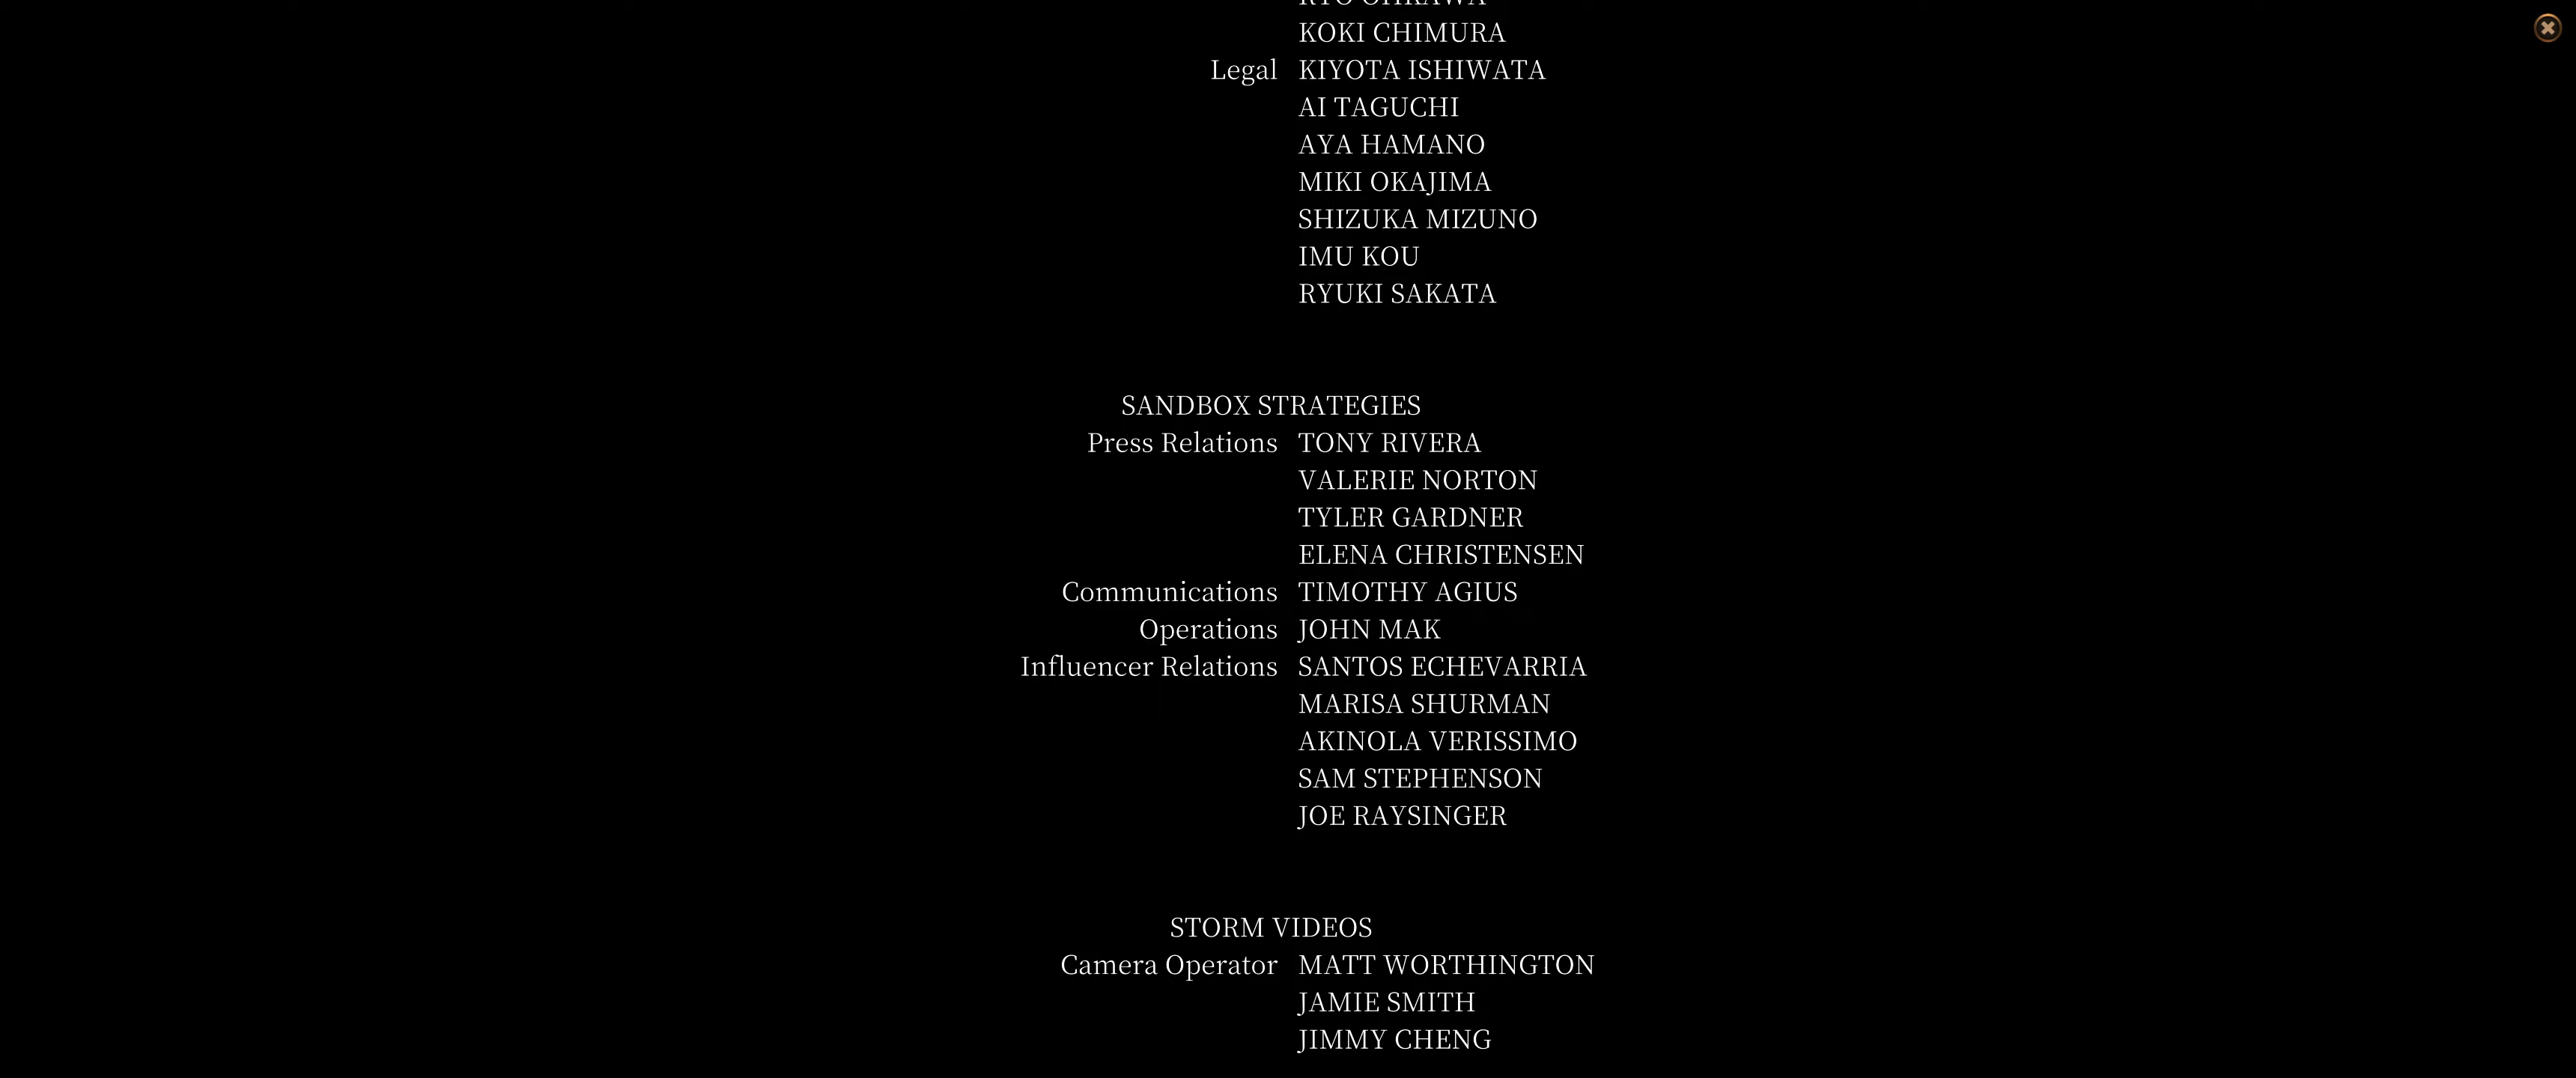 KOKI CHIMURA
Legal KIYOTA ISHIWATA
AI TAGUCHI
AYA HAMANO
MIKI OKAJIMA
SHIZUKA MIZUNO
IMU KOU
RYUKI SAKATA
SANDBOX STRATEGIES
Press Relations TONY RIVERA
VALERIE NORTON
TYLER GARDNER
ELENA CHRISTENSEN
Communications TIMOTHY AGIUS
Operations JOHN MAK
Influencer Relations SANTOS ECHEVARRIA
MARISA SHURMAN
AKINOLA VERISSIMO
SAM STEPHENSON
JOE RAYSINGER
STORM VIDEOS
Camera Operator MATT WORTHINGTON
JAMIE SMITH
JIMMY CHENG